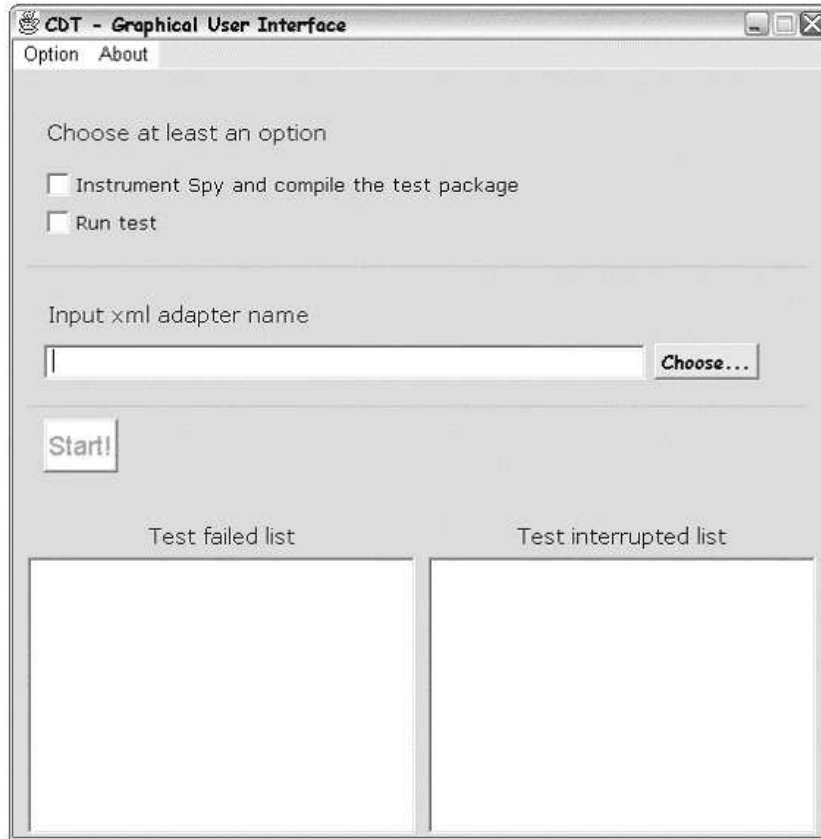 CDT - Graphical User Interface
Option About
Choose at least an option
Instrument Spy and compile the test package
Run test
Input xml adapter name
Choose...
Start!
Test failed list
Test interrupted list